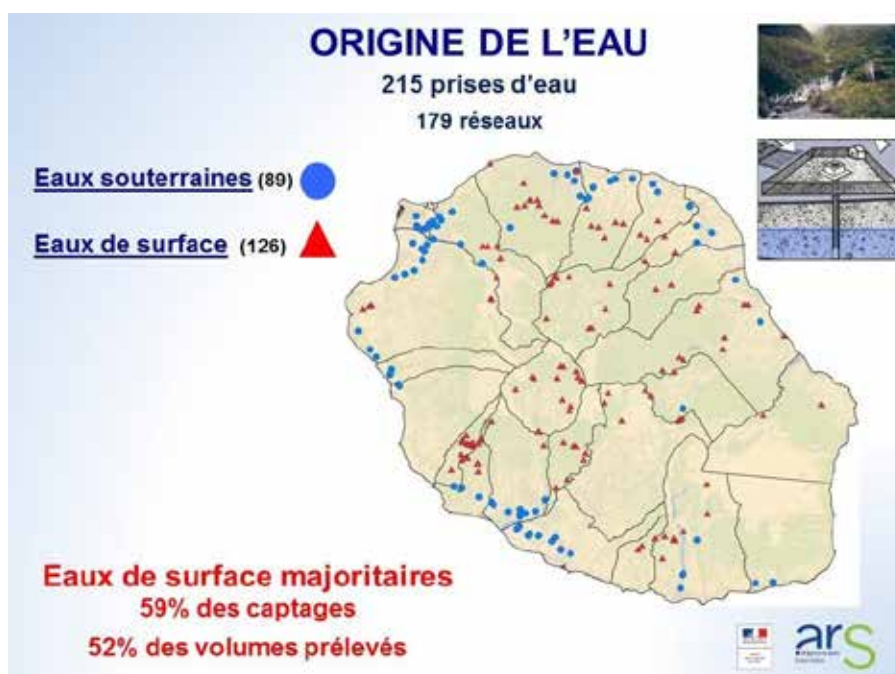 ORIGINE DE L'EAU
215 prises d'eau
179 réseaux
Eaux souterraines (89)
Eaux de surface (126)
Eaux de surface majoritaires
59% des captages
52% des volumes prélevés
ars